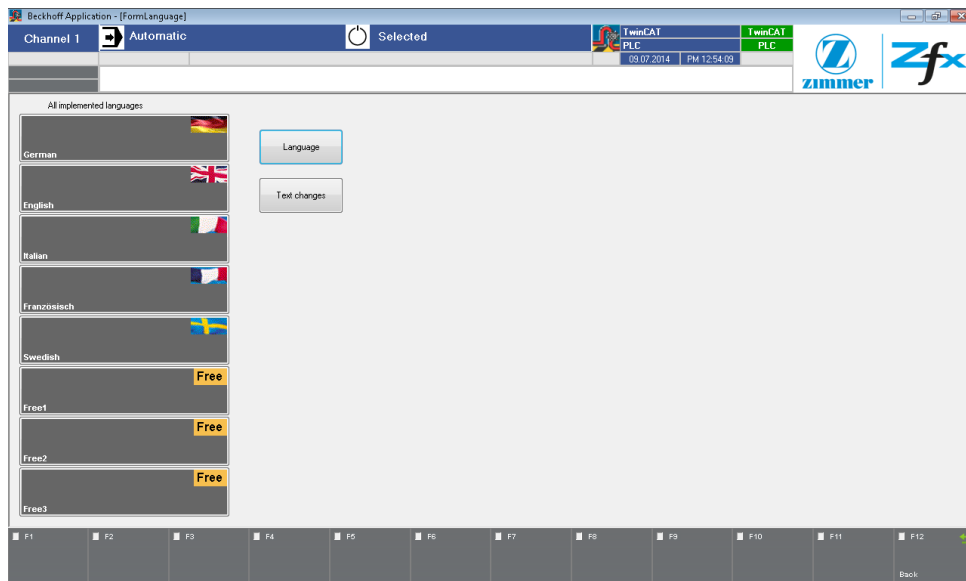 Beckhoff Application - [FormLanguage]
Channel 1
Automatic
Selected
TwinCAT
PLC
TwinCAT
PLC
09.07.2014 PM 12:54:09
Z
zimmer
Zfx
All implemented languages
German
English
Italian
Französisch
Swedish
Free
Free1
Free
Free2
Free
Free3
Language
Text changes
F1 F2 F3 F4 F5 F6 F7 F8 F9 F10 F11 F12
Back